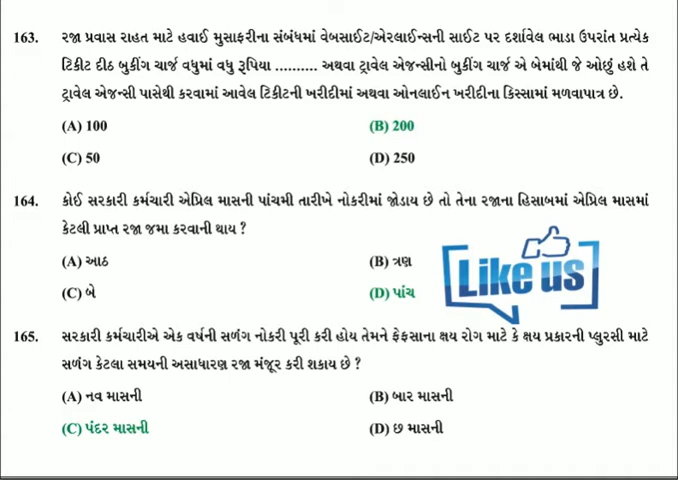 163. રજા પ્રવાસ રાહત માટે હવાઈ મુસાફરીના સંબંધમાં વેબસાઈટ/એરલાઈન્સની સાઈટ પર દર્શાવેલ ભાડા ઉપરાંત પ્રત્યેક
ટિકીટ દીઠ બુકીંગ ચાર્જ વધુમાં વધુ રૂપિયા .......... અથવા ટ્રાવેલ એજન્સીનો બુકીંગ ચાર્જ એ બેમાંથી જે ઓછું હશે તે
ટ્રાવેલ એજન્સી પાસેથી કરવામાં આવેલ ટિકીટની ખરીદીમાં અથવા ઓનલાઈન ખરીદીના કિસ્સામાં મળવાપાત્ર છે.
(A) 100 (B) 200
(C) 50 (D) 250
164. કોઈ સરકારી કર્મચારી એપ્રિલ માસની પાંચમી તારીખે નોકરીમાં જોડાય છે તો તેના રજાના હિસાબમાં એપ્રિલ માસમાં
કેટલી પ્રાપ્ત રજા જમા કરવાની થાય ?
(A) આઠ (B) ત્રણ
(C) બે (D) પાંચ
Like us
165. સરકારી કર્મચારીએ એક વર્ષની સળંગ નોકરી પૂરી કરી હોય તેમને ફેફસાના ક્ષય રોગ માટે કે ક્ષય પ્રકારની પ્લુરસી માટે
સળંગ કેટલા સમયની અસાધારણ રજા મંજૂર કરી શકાય છે ?
(A) નવ માસની (B) બાર માસની
(C) પંદર માસની (D) છ માસની